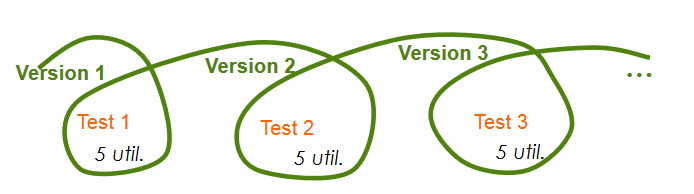 Version 1
Test 1
5 util.
Version 2
Test 2
5 util.
Version 3
Test 3
5 util.
...